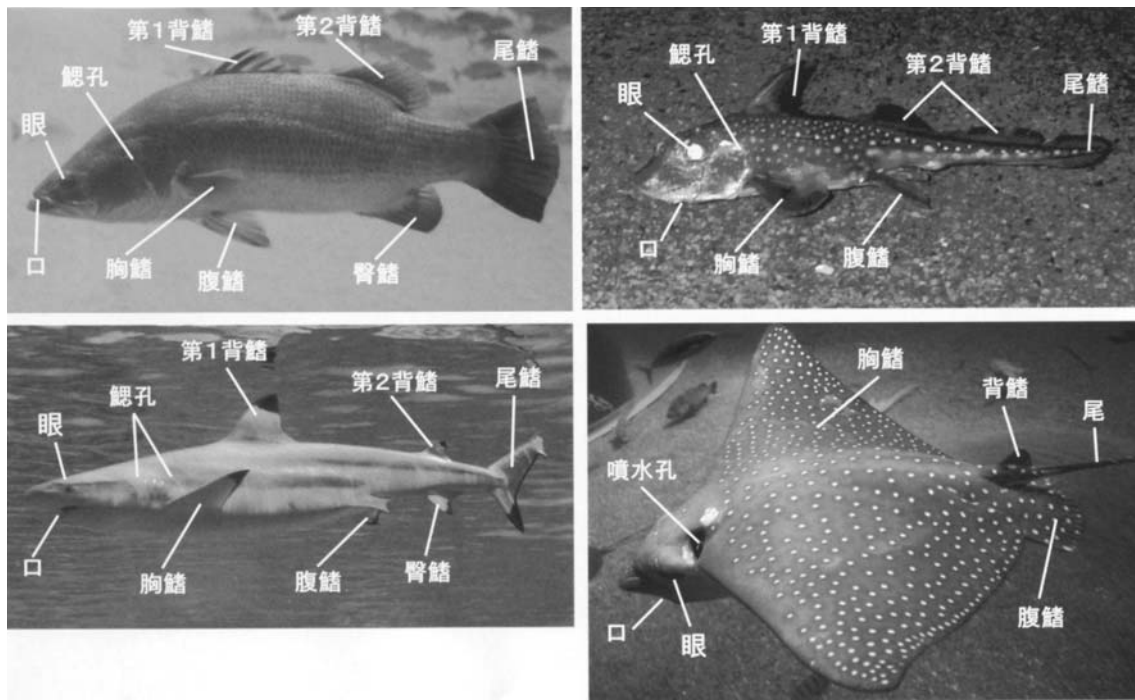 第1背鰭
第2背鰭
尾鰭
鰓孔
眼
口
胸鰭
腹鰭
臀鰭
第1背鰭
鰓孔
第2背鰭
尾鰭
眼
口
胸鰭
腹鰭
第1背鰭
第2背鰭
尾鰭
鰓孔
眼
口
胸鰭
腹鰭
臀鰭
胸鰭
背鰭
尾
噴水孔
口
眼
腹鰭